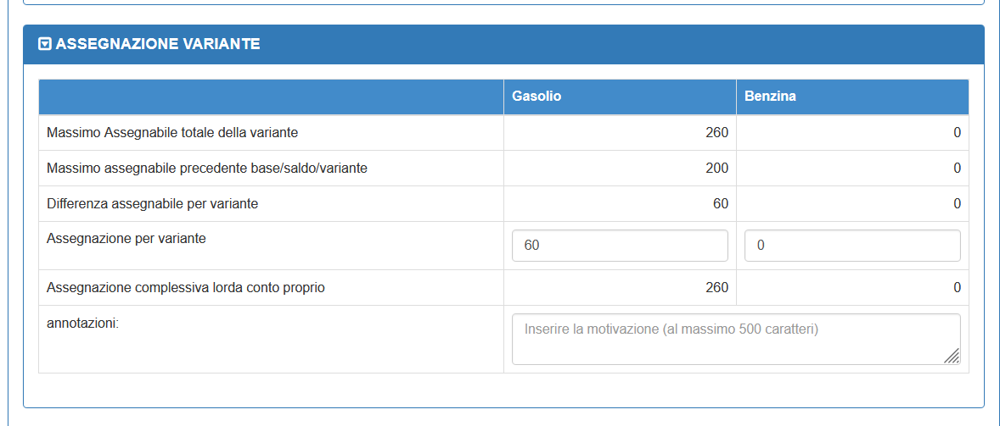 ASSEGNAZIONE VARIANTE
Gasolio Benzina
Massimo Assegnabile totale della variante 260 0
Massimo assegnabile precedente base/saldo/variante 200 0
Differenza assegnabile per variante 60 0
Assegnazione per variante 60 0
Assegnazione complessiva lorda conto proprio 260 0
annotazioni: Inserire la motivazione (al massimo 500 caratteri)